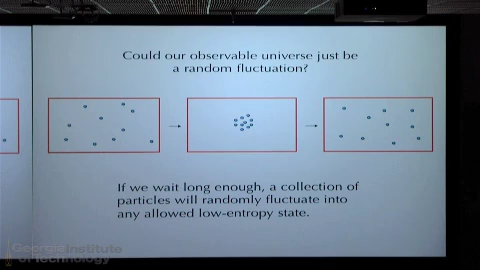 Could our observable universe just be
a random fluctuation?
If we wait long enough, a collection of
particles will randomly fluctuate into
any allowed low-entropy state.
Georgia Institute
of Technology